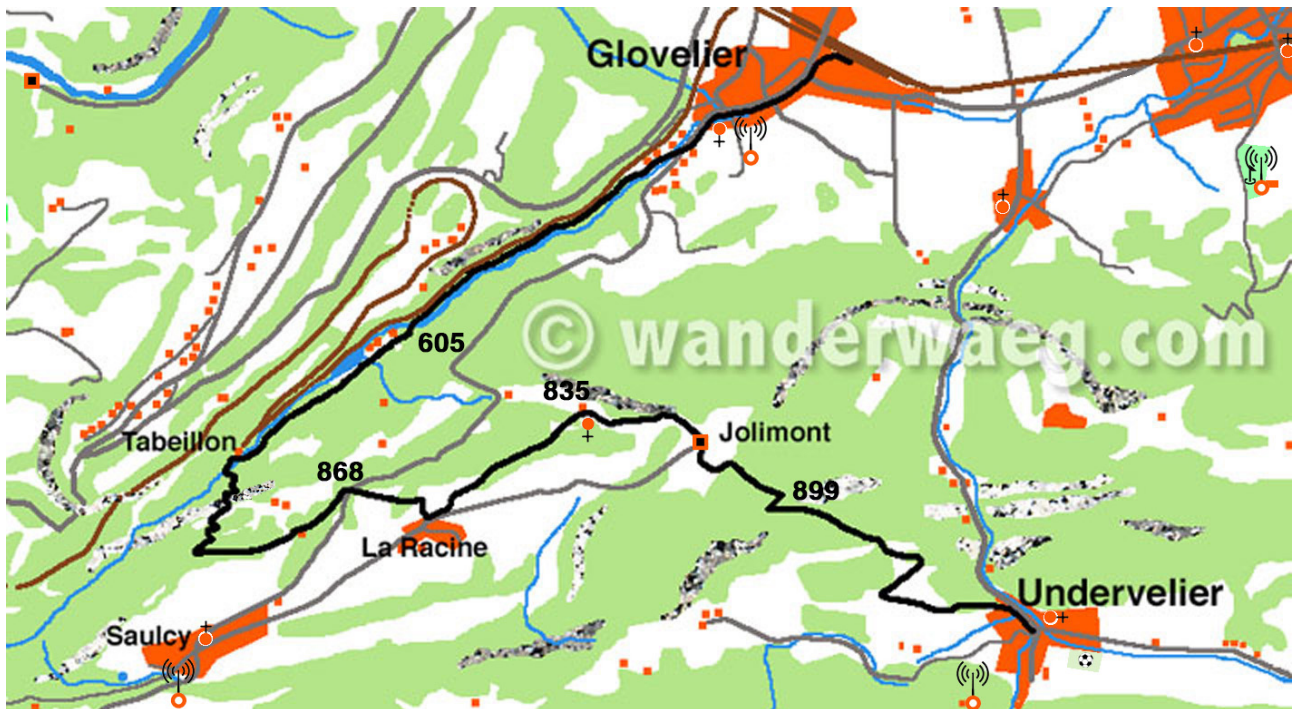 Glovelier
© wanderwaeg.com
605
835
Tabeillon
Jolimont
868
899
La Racine
Undervelier
Saulcy